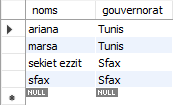 noms gouvernorat
ariana Tunis
marsa Tunis
sekiet ezzit Sfax
sfax Sfax
NULL NULL